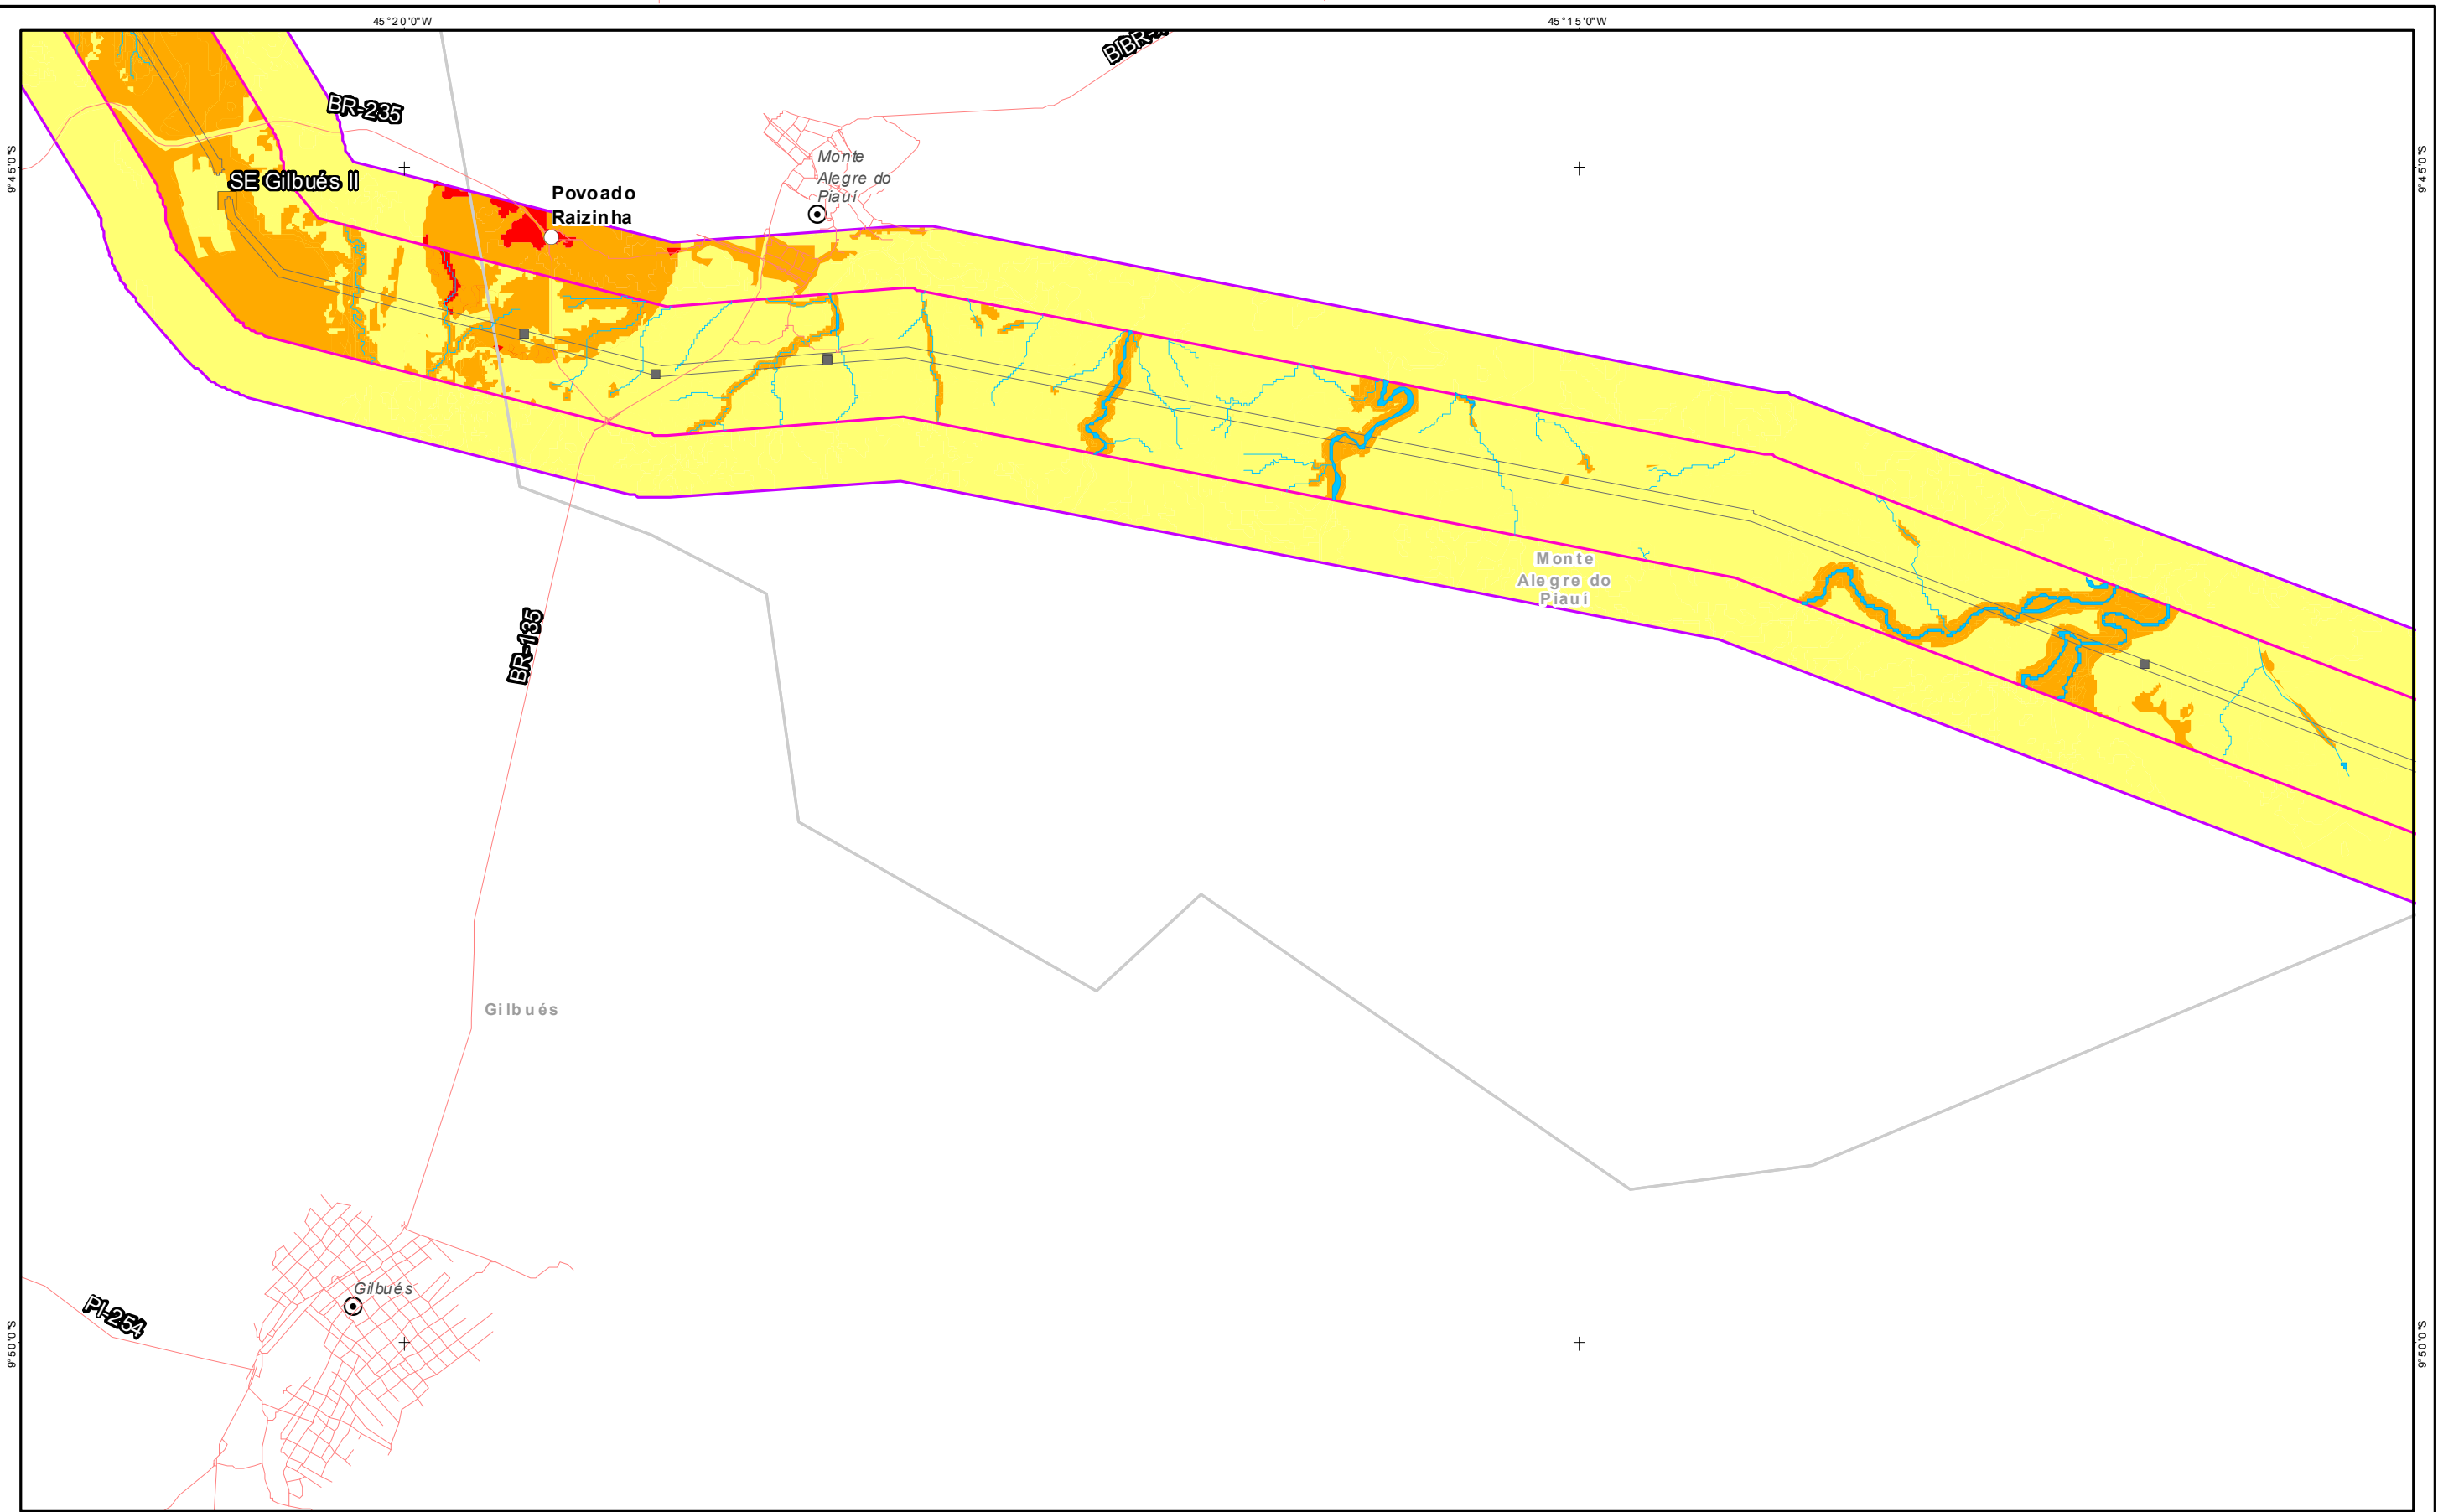 45°20'0"W
45°15'0"W
BR-235
9°45'0"S
9°45'0"S
SE Gilbués II
Povoado
Raizinha
Monte
Alegre do
Piauí
Monte
Alegre do
Piauí
BR-135
Gilbués
Gilbués
PI-254
9°50'0"S
9°50'0"S